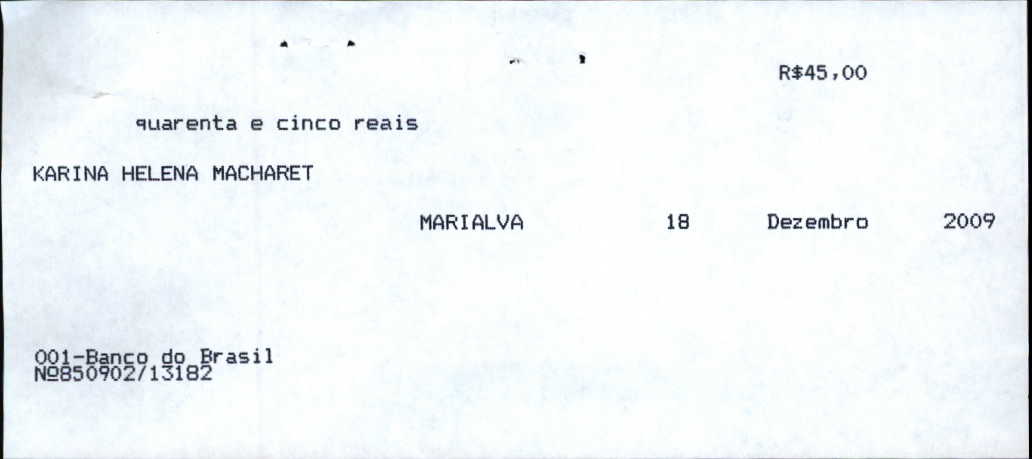 R$45,00
quarenta e cinco reais
KARINA HELENA MACHARET
MARIALVA 18 Dezembro 2009
001-Banco do Brasil
Nº850902/13182